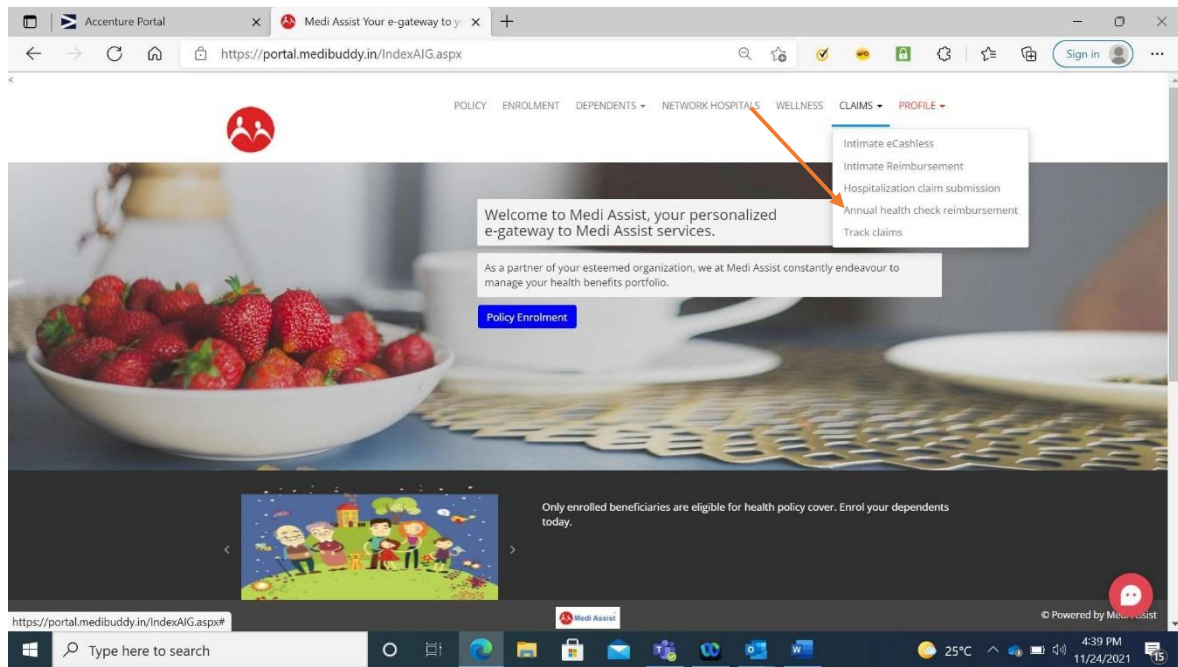 Accenture Portal
Medi Assist Your e-gateway to y
https://portal.medibuddy.in/IndexAIG.aspx
Sign in
<
POLICY ENROLMENT DEPENDENTS NETWORK HOSPITALS WELLNESS CLAIMS PROFILE
Intimate eCashless
Intimate Reimbursement
Hospitalization claim submission
Annual health check reimbursement
Track claims
Welcome to Medi Assist, your personalized
e-gateway to Medi Assist services.
As a partner of your esteemed organization, we at Medi Assist constantly endeavour to
manage your health benefits portfolio.
Policy Enrolment
Only enrolled beneficiaries are eligible for health policy cover. Enrol your dependents
today.
https://portal.medibuddy.in/IndexAIG.aspx#
Medi Assist
© Powered by
Type here to search
25°C
4:39 PM
11/24/2021
15